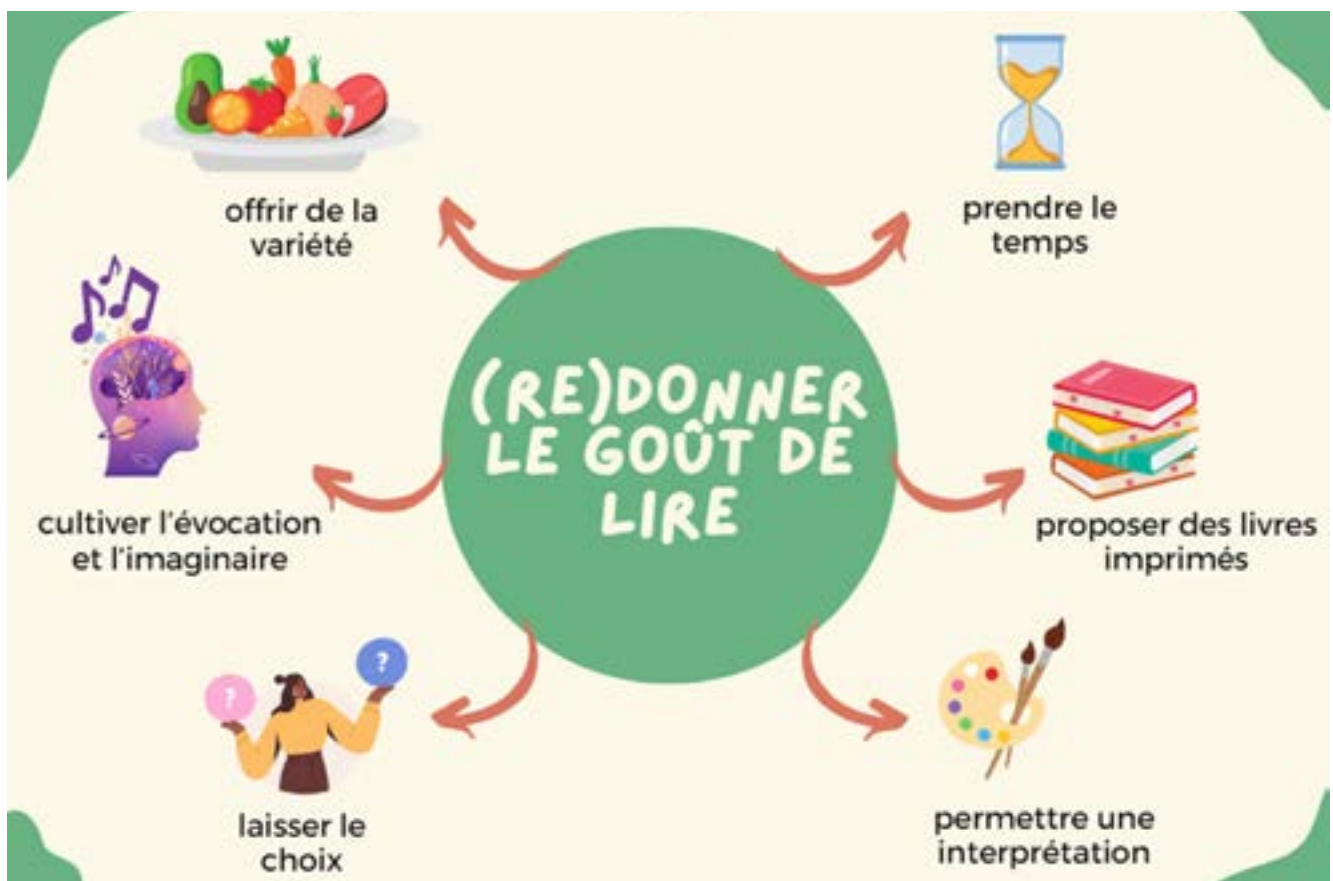 offrir de la
variété
prendre le
temps
(RE)DONNER
LE GOÛT DE
LIRE
cultiver l'évocation
et l'imaginaire
proposer des livres
imprimés
?
?
laisser le
choix
permettre une
interprétation